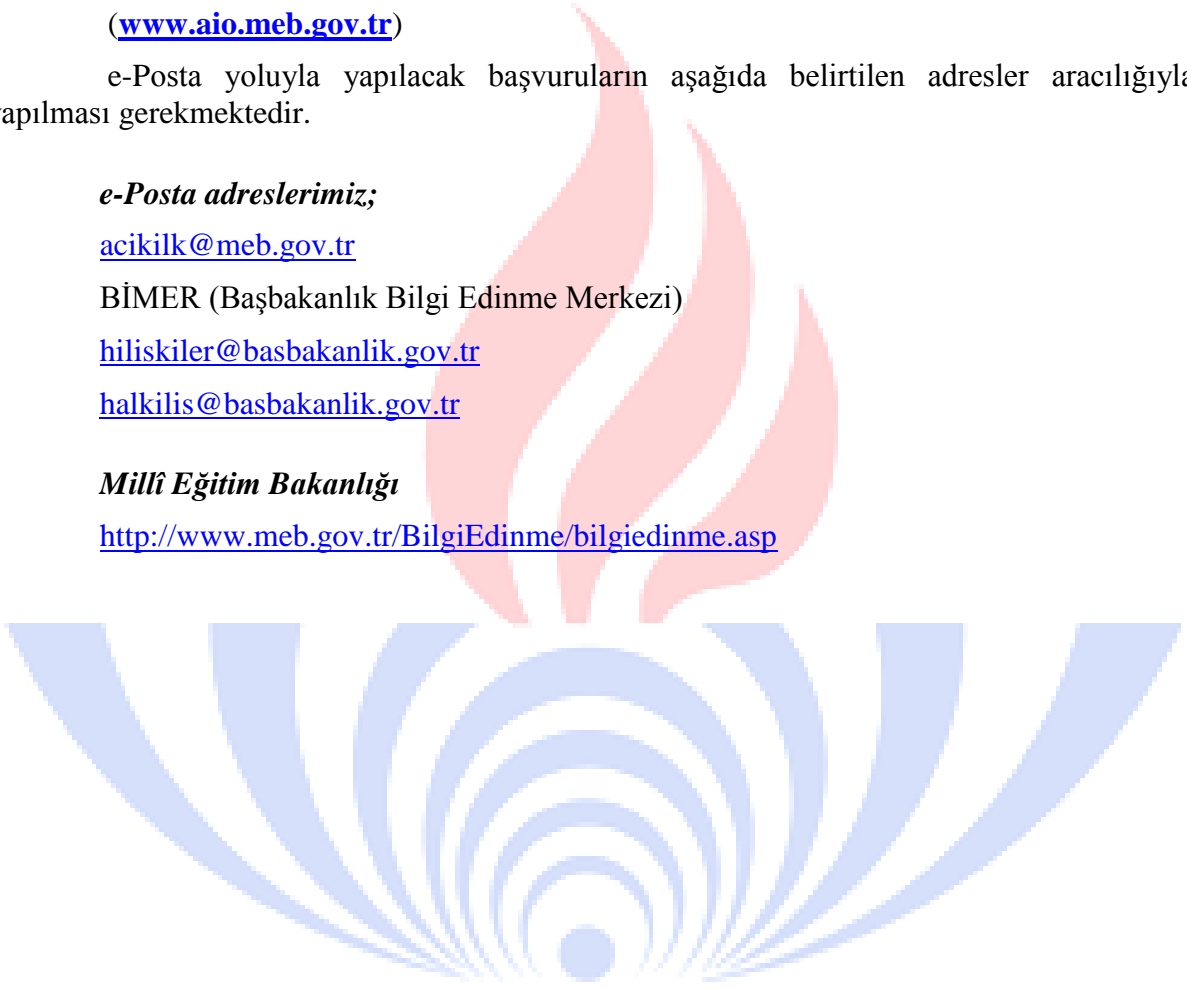 (www.aio.meb.gov.tr)
e-Posta yoluyla yapılacak başvuruların aşağıda belirtilen adresler aracılığıyla
yapılması gerekmektedir.
e-Posta adreslerimiz;
acikilk@meb.gov.tr
BİMER (Başbakanlık Bilgi Edinme Merkezi)
hiliskiler@basbakanlik.gov.tr
halkilis@basbakanlik.gov.tr
Millî Eğitim Bakanlığı
http://www.meb.gov.tr/BilgiEdinme/bilgiedinme.asp